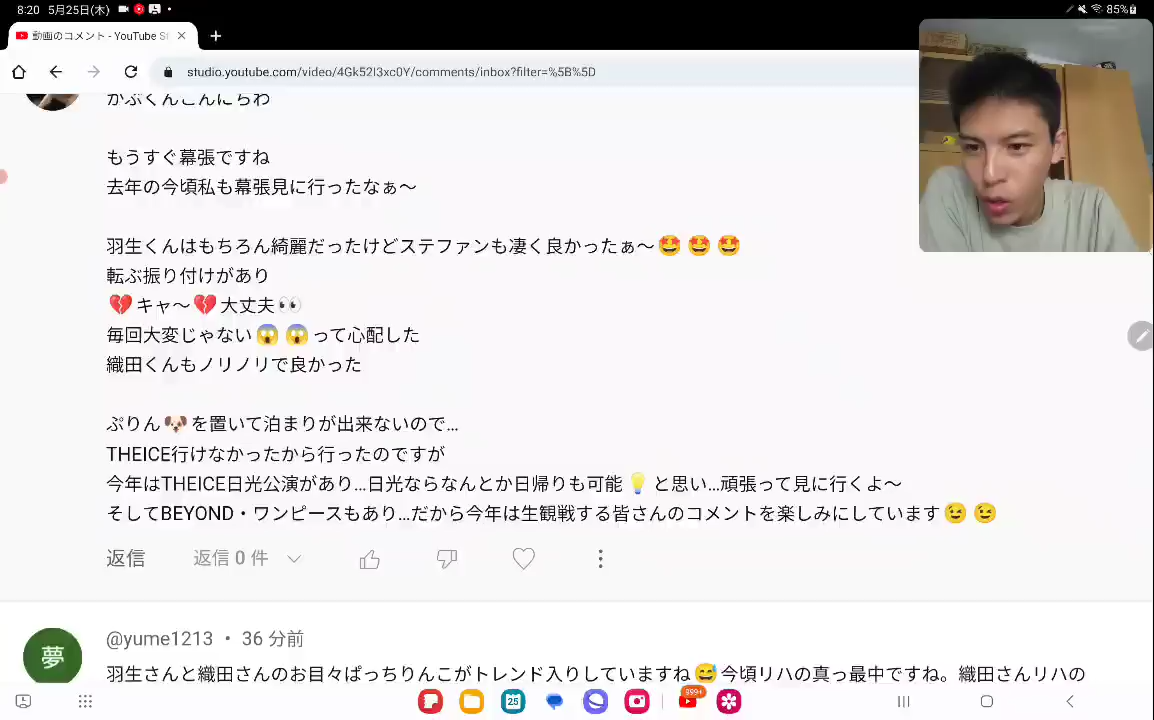 8:20 5月25日(木)
85%
動画のコメント - YouTube St
studio.youtube.com/video/4Gk52I3xc0Y/comments/inbox?filter=%5B%5D
かぶくんこんにちわ
もうすぐ幕張ですね
去年の今頃私も幕張見に行ったなぁ〜
羽生くんはもちろん綺麗だったけどステファンも凄く良かったぁ〜🤩🤩🤩
転ぶ振り付けがあり
💔キャ〜💔大丈夫👀
毎回大変じゃない😱😱って心配した
織田くんもノリノリで良かった
ぷりん🐶を置いて泊まりが出来ないので...
THEICE行けなかったから行ったのですが
今年はTHEICE日光公演があり...日光ならなんとか日帰りも可能💡と思い...頑張って見に行くよ〜
そしてBEYOND・ワンピースもあり...だから今年は生観戦する皆さんのコメントを楽しみにしています😉😉
返信 返信 0 件
夢
@yume1213 • 36 分前
羽生さんと織田さんのお目々ぱっちりんこがトレンド入りしていますね😅今頃リハの真っ最中ですね。織田さんリハの
25
999+